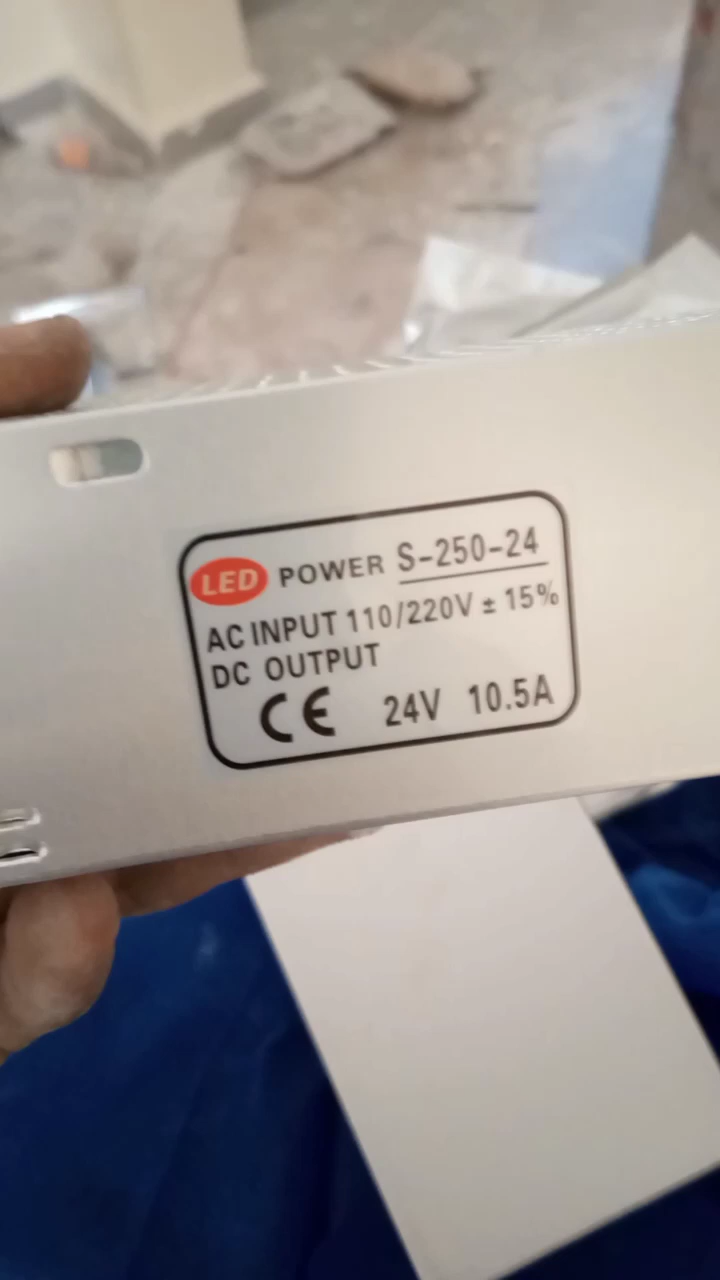 LED POWER S-250-24
AC INPUT 110/220V ± 15%
DC OUTPUT
CE 24V 10.5A